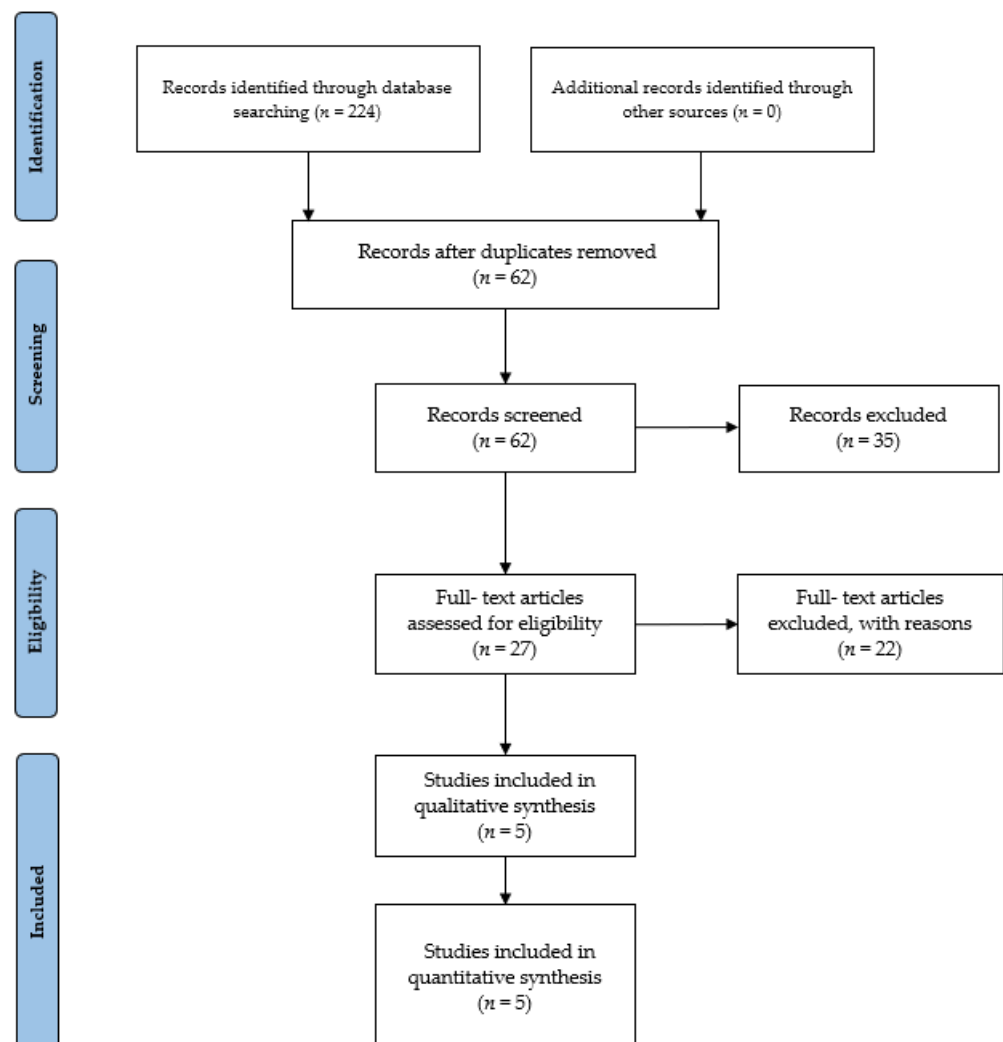 Identification
Records identified through database
searching (n = 224)
Additional records identified through
other sources (n = 0)
Records after duplicates removed
(n = 62)
Screening
Records screened
(n = 62)
Records excluded
(n = 35)
Eligibility
Full- text articles
assessed for eligibility
(n = 27)
Full- text articles
excluded, with reasons
(n = 22)
Included
Studies included in
qualitative synthesis
(n = 5)
Studies included in
quantitative synthesis
(n = 5)